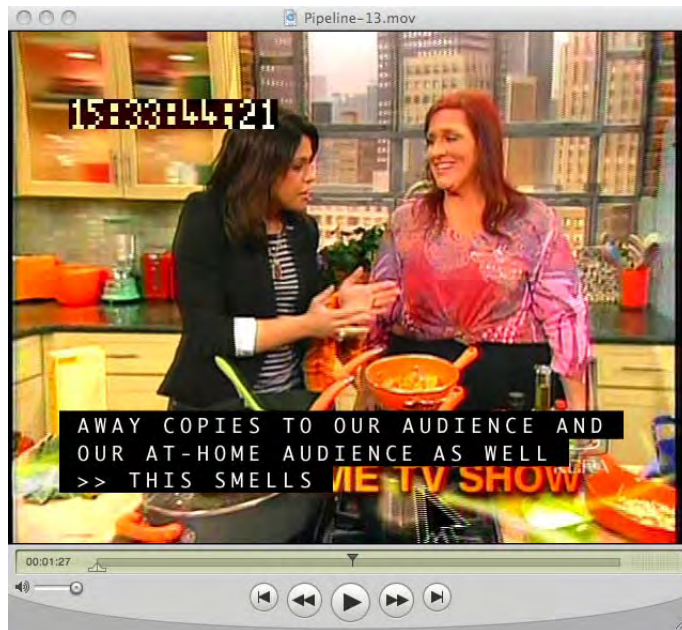 Pipeline-13.mov
15:33:44:21
AWAY COPIES TO OUR AUDIENCE AND
OUR AT-HOME AUDIENCE AS WELL
>> THIS SMELLS
ME TV SHOW
00:01:27